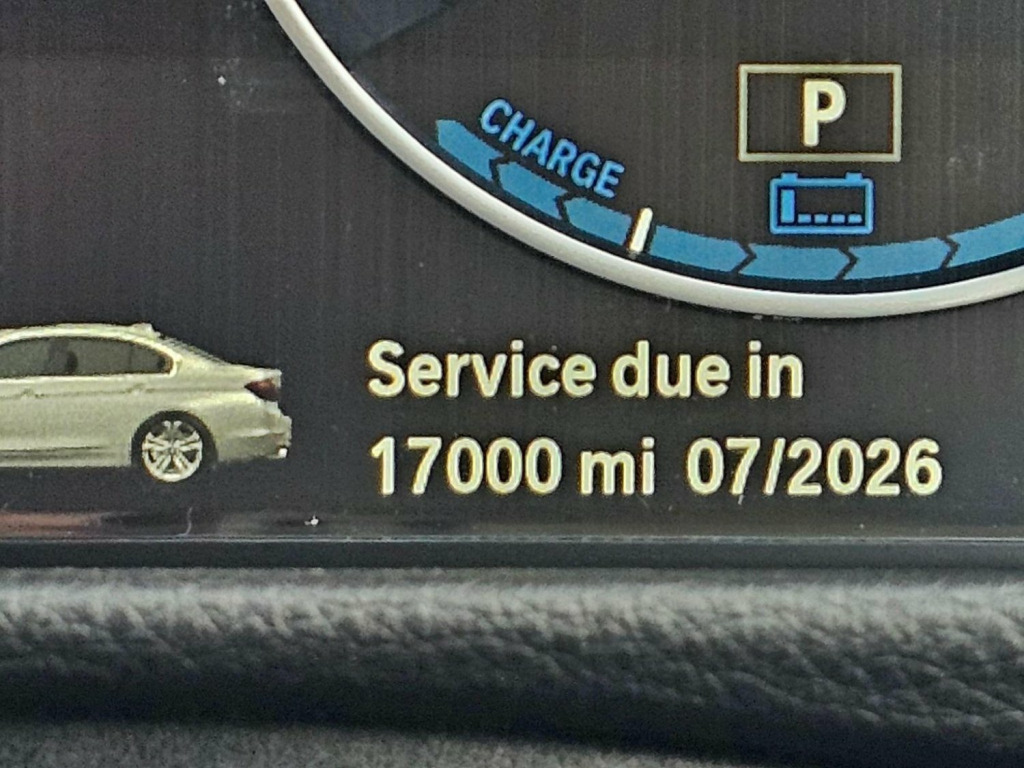 P
CHARGE
Service due in
17000 mi 07/2026